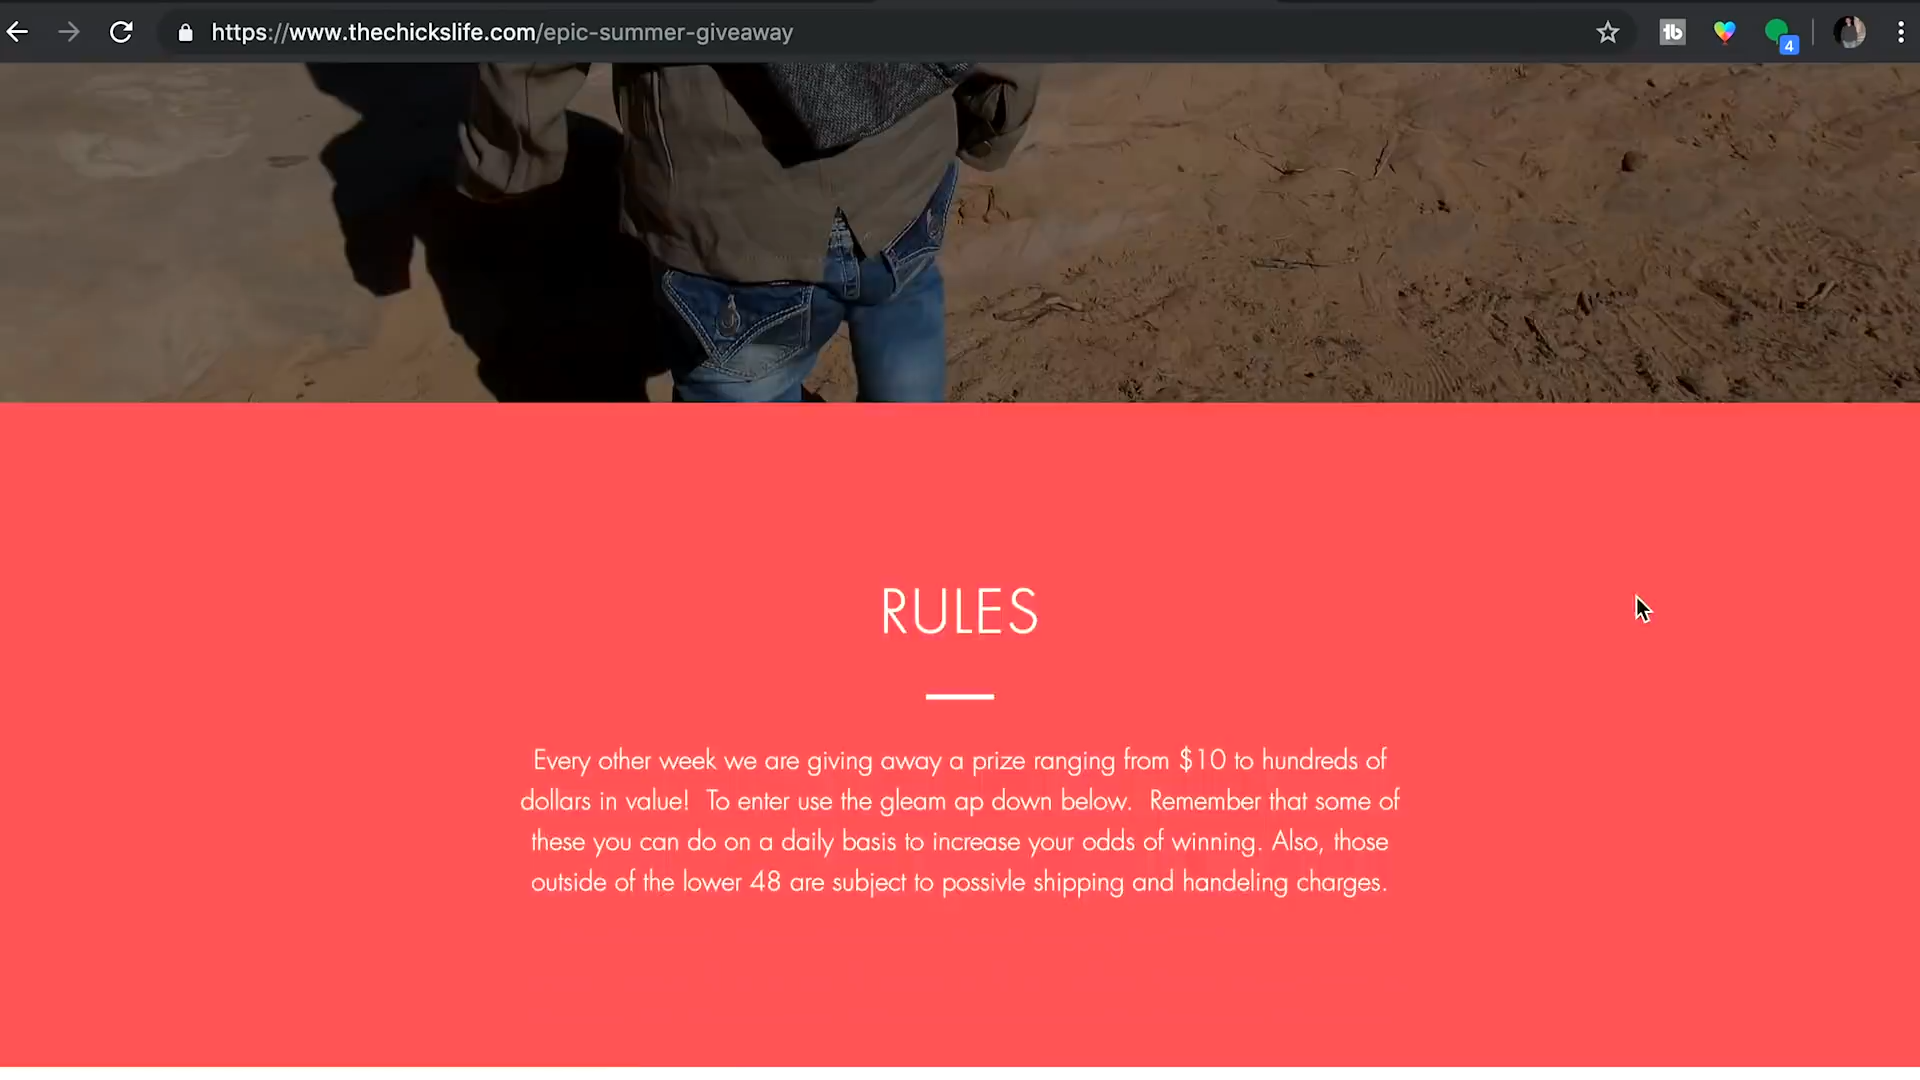 https://www.thechickslife.com/epic-summer-giveaway
tb
4
RULES
Every other week we are giving away a prize ranging from $10 to hundreds of
dollars in value!  To enter use the gleam ap down below.  Remember that some of
these you can do on a daily basis to increase your odds of winning. Also, those
outside of the lower 48 are subject to possivle shipping and handeling charges.